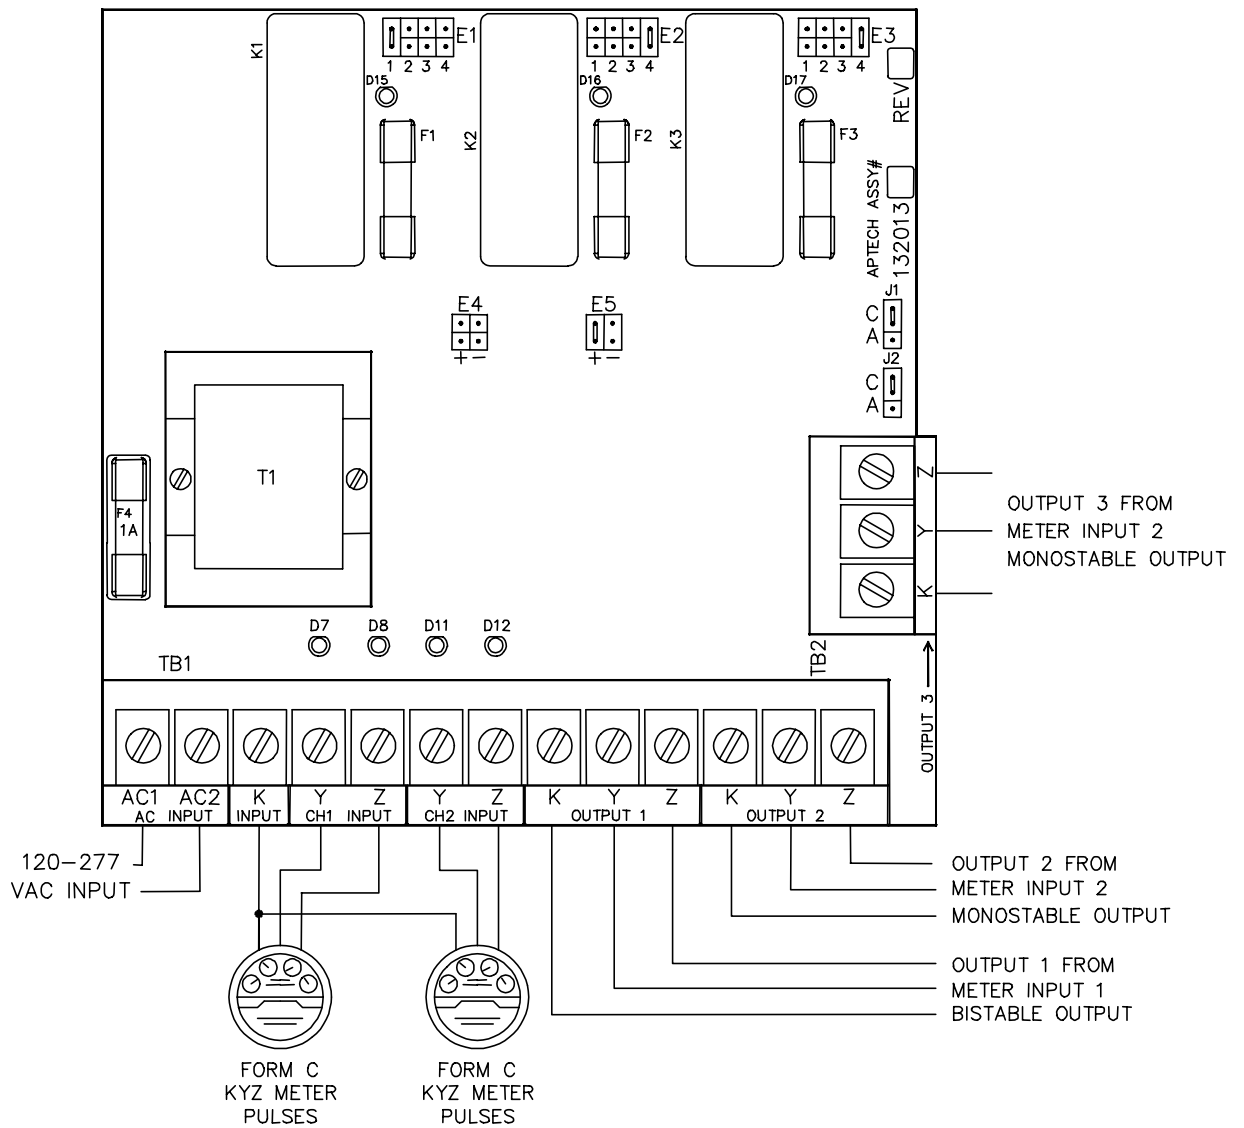 K1
E1
1 2 3 4
D15
F1
K2
E2
1 2 3 4
D16
F2
K3
E3
1 2 3 4
D17
F3
REV
APTECH ASSY#
132013
J1
C
A
J2
C
A
E4
+ -
E5
+ -
T1
F4
1A
Z
Y
K
OUTPUT 3 FROM
METER INPUT 2
MONOSTABLE OUTPUT
D7 D8 D11 D12
TB1
TB2
OUTPUT 3
AC1 AC2 K Y Z Y Z K Y Z K Y Z
AC INPUT INPUT CH1 INPUT CH2 INPUT OUTPUT 1 OUTPUT 2
120-277
VAC INPUT
OUTPUT 2 FROM
METER INPUT 2
MONOSTABLE OUTPUT
OUTPUT 1 FROM
METER INPUT 1
BISTABLE OUTPUT
FORM C
KYZ METER
PULSES
FORM C
KYZ METER
PULSES